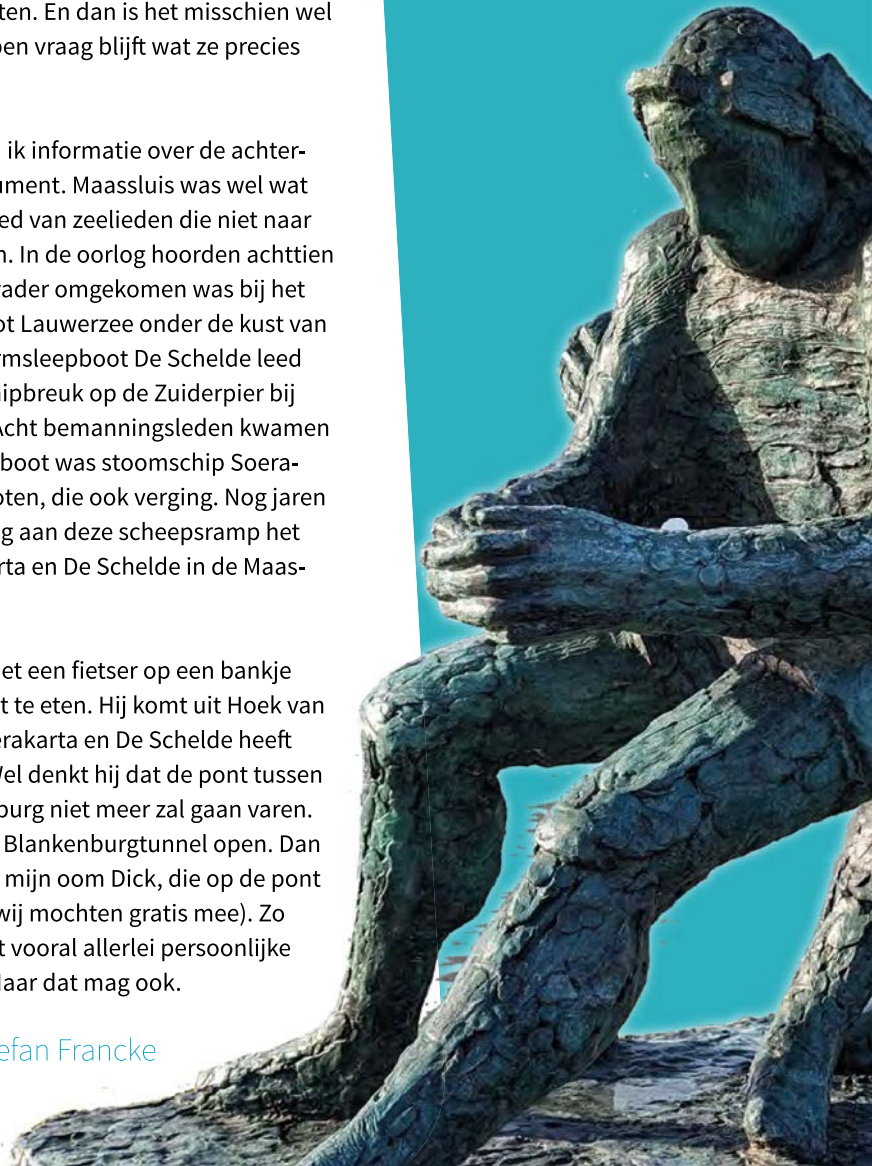 ten. En dan is het misschien wel
en vraag blijft wat ze precies
ik informatie over de achter-
ument. Maassluis was wel wat
ed van zeelieden die niet naar
n. In de oorlog hoorden achttien
vader omgekomen was bij het
ot Lauwerzee onder de kust van
rmsleepboot De Schelde leed
hipbreuk op de Zuiderpier bij
Acht bemanningsleden kwamen
boot was stoomschip Soera-
oten, die ook verging. Nog jaren
g aan deze scheepsramp het
rta en De Schelde in de Maas-
et een fietser op een bankje
t te eten. Hij komt uit Hoek van
erakarta en De Schelde heeft
Wel denkt hij dat de pont tussen
burg niet meer zal gaan varen.
Blankenburgtunnel open. Dan
mijn oom Dick, die op de pont
wij mochten gratis mee). Zo
t vooral allerlei persoonlijke
Maar dat mag ook.
efan Francke